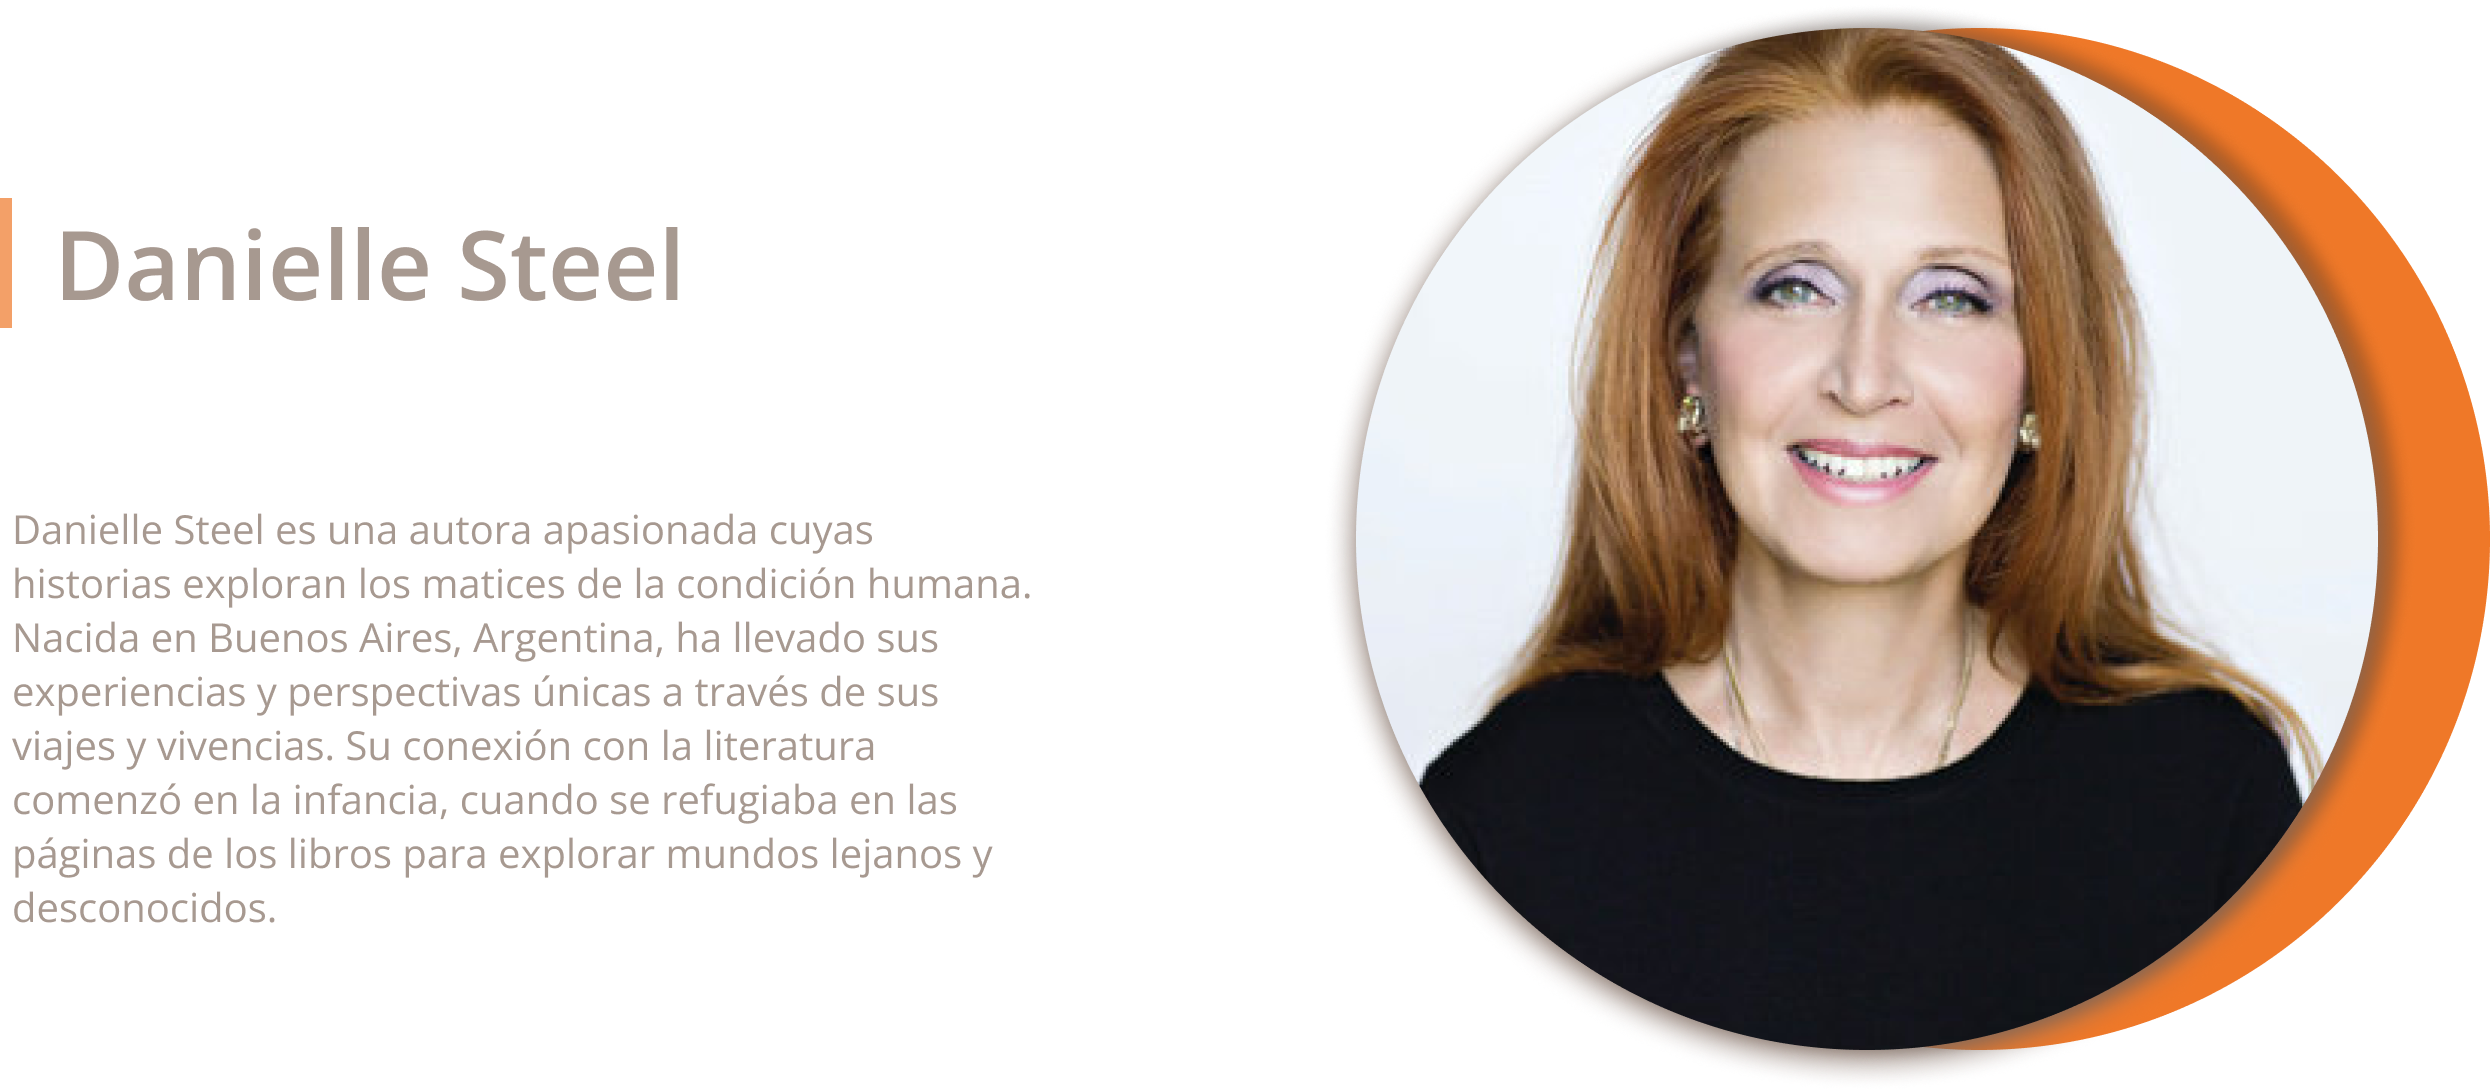 Danielle Steel
Danielle Steel es una autora apasionada cuyas
historias exploran los matices de la condición humana.
Nacida en Buenos Aires, Argentina, ha llevado sus
experiencias y perspectivas únicas a través de sus
viajes y vivencias. Su conexión con la literatura
comenzó en la infancia, cuando se refugiaba en las
páginas de los libros para explorar mundos lejanos y
desconocidos.